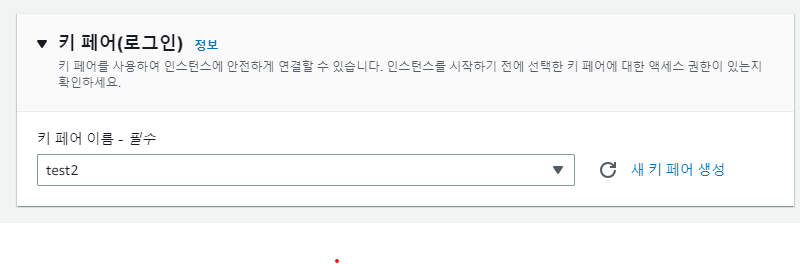 키 페어(로그인) 정보
키 페어를 사용하여 인스턴스에 안전하게 연결할 수 있습니다. 인스턴스를 시작하기 전에 선택한 키 페어에 대한 액세스 권한이 있는지
확인하세요.
키 페어 이름 - 필수
test2 새 키 페어 생성